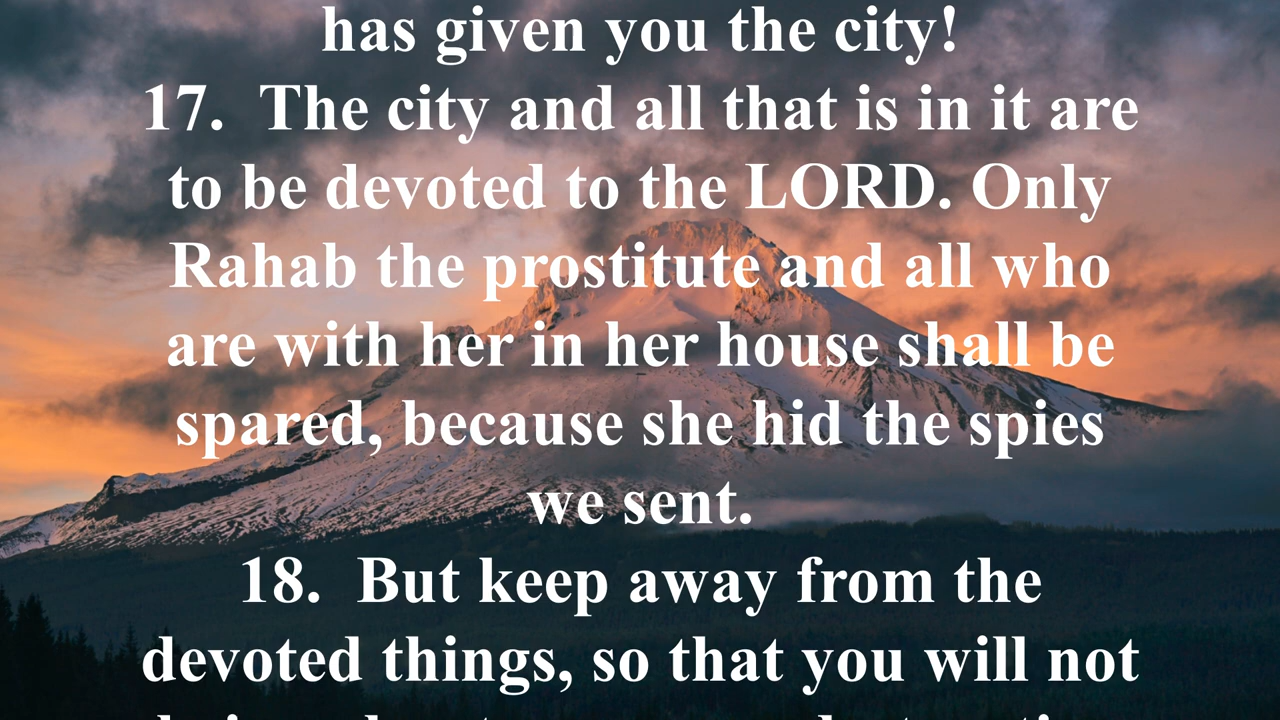 has given you the city!
17. The city and all that is in it are
to be devoted to the LORD. Only
Rahab the prostitute and all who
are with her in her house shall be
spared, because she hid the spies
we sent.
18. But keep away from the
devoted things, so that you will not